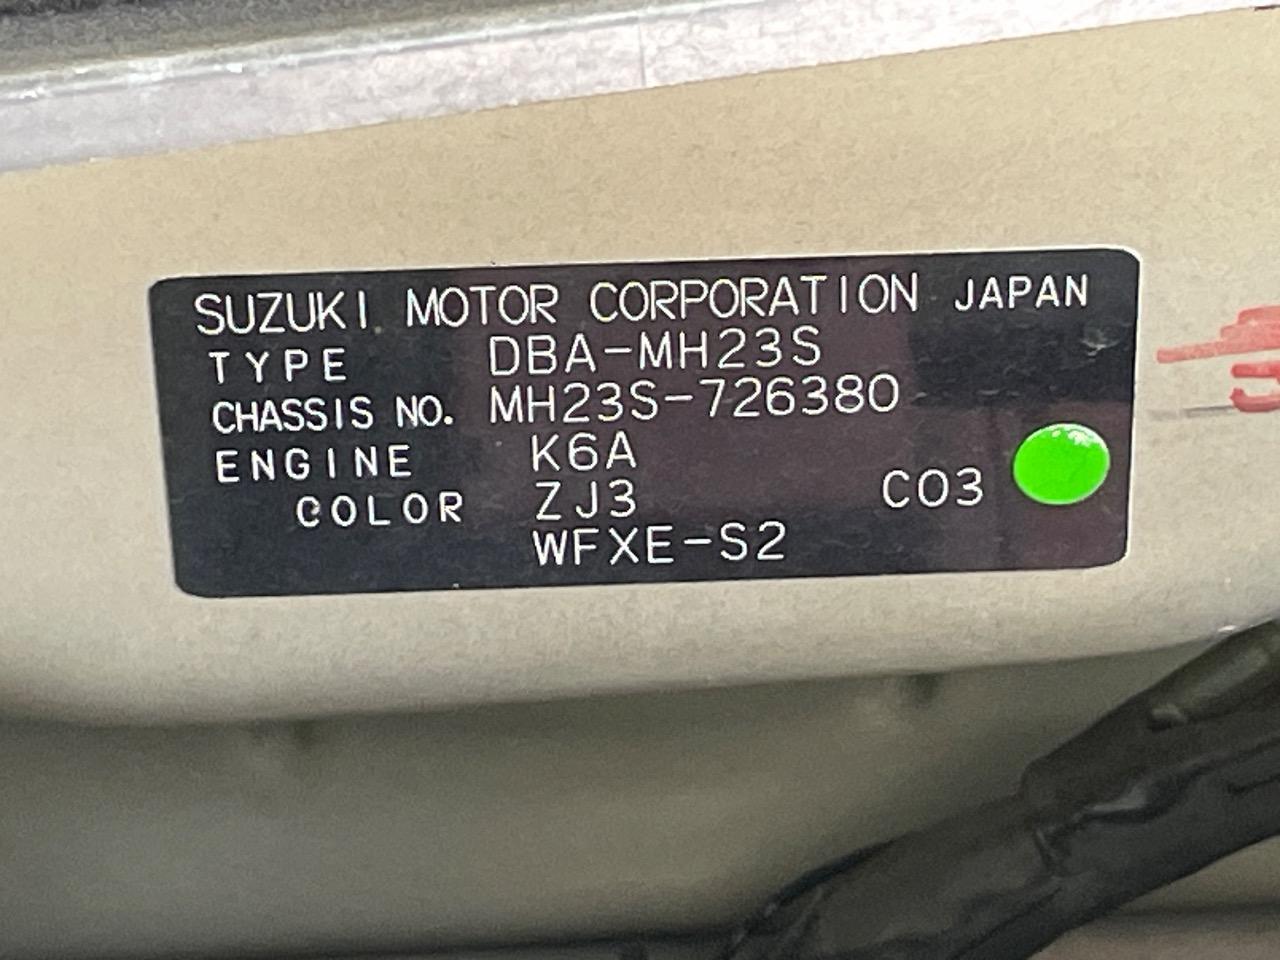 SUZUKI MOTOR CORPORATION JAPAN
TYPE DBA-MH23S
CHASSIS NO. MH23S-726380
ENGINE K6A
COLOR ZJ3 C03
WFXE-S2